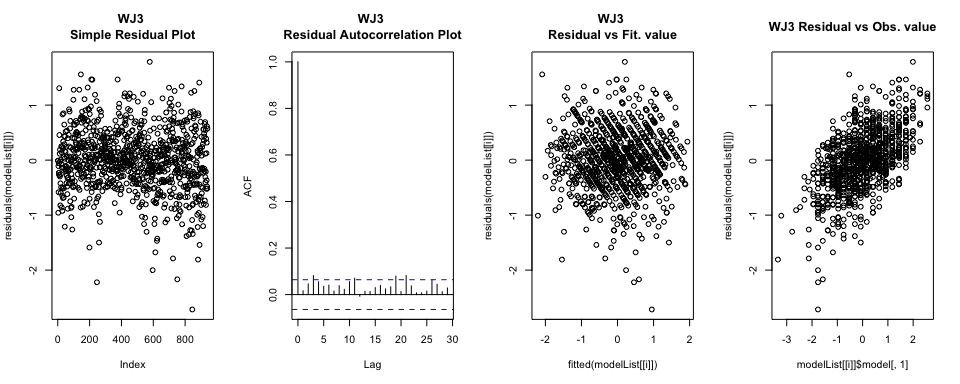 WJ3
Simple Residual Plot
residuals(modelList[[i]])
1
0
-1
-2
0
200
400
600
800
Index
WJ3
Residual Autocorrelation Plot
ACF
1.0
0.8
0.6
0.4
0.2
0.0
0
5
10
15
20
25
30
Lag
WJ3
Residual vs Fit. value
residuals(modelList[[i]])
1
0
-1
-2
-2
-1
0
1
2
fitted(modelList[[i]])
WJ3 Residual vs Obs. value
residuals(modelList[[i]])
1
0
-1
-2
-3
-2
-1
0
1
2
modelList[[i]]$model[, 1]